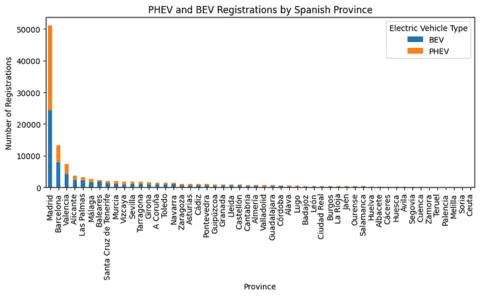 PHEV and BEV Registrations by Spanish Province
Electric Vehicle Type
BEV
PHEV
Number of Registrations
50000
40000
30000
20000
10000
0
Madrid
Barcelona
Valencia
Alicante
Las Palmas
Málaga
Baleares
Santa Cruz de Tenerife
Murcia
Vizcaya
Sevilla
Tarragona
Girona
A Coruña
Toledo
Navarra
Zaragoza
Asturias
Cádiz
Pontevedra
Guipúzcoa
Granada
Lleida
Castellón
Cantabria
Almería
Valladolid
Guadalajara
Córdoba
Álava
Lugo
Badajoz
León
Ciudad Real
Burgos
La Rioja
Jaén
Ourense
Salamanca
Huelva
Albacete
Cáceres
Huesca
Ávila
Segovia
Cuenca
Zamora
Teruel
Palencia
Melilla
Soria
Ceuta
Province